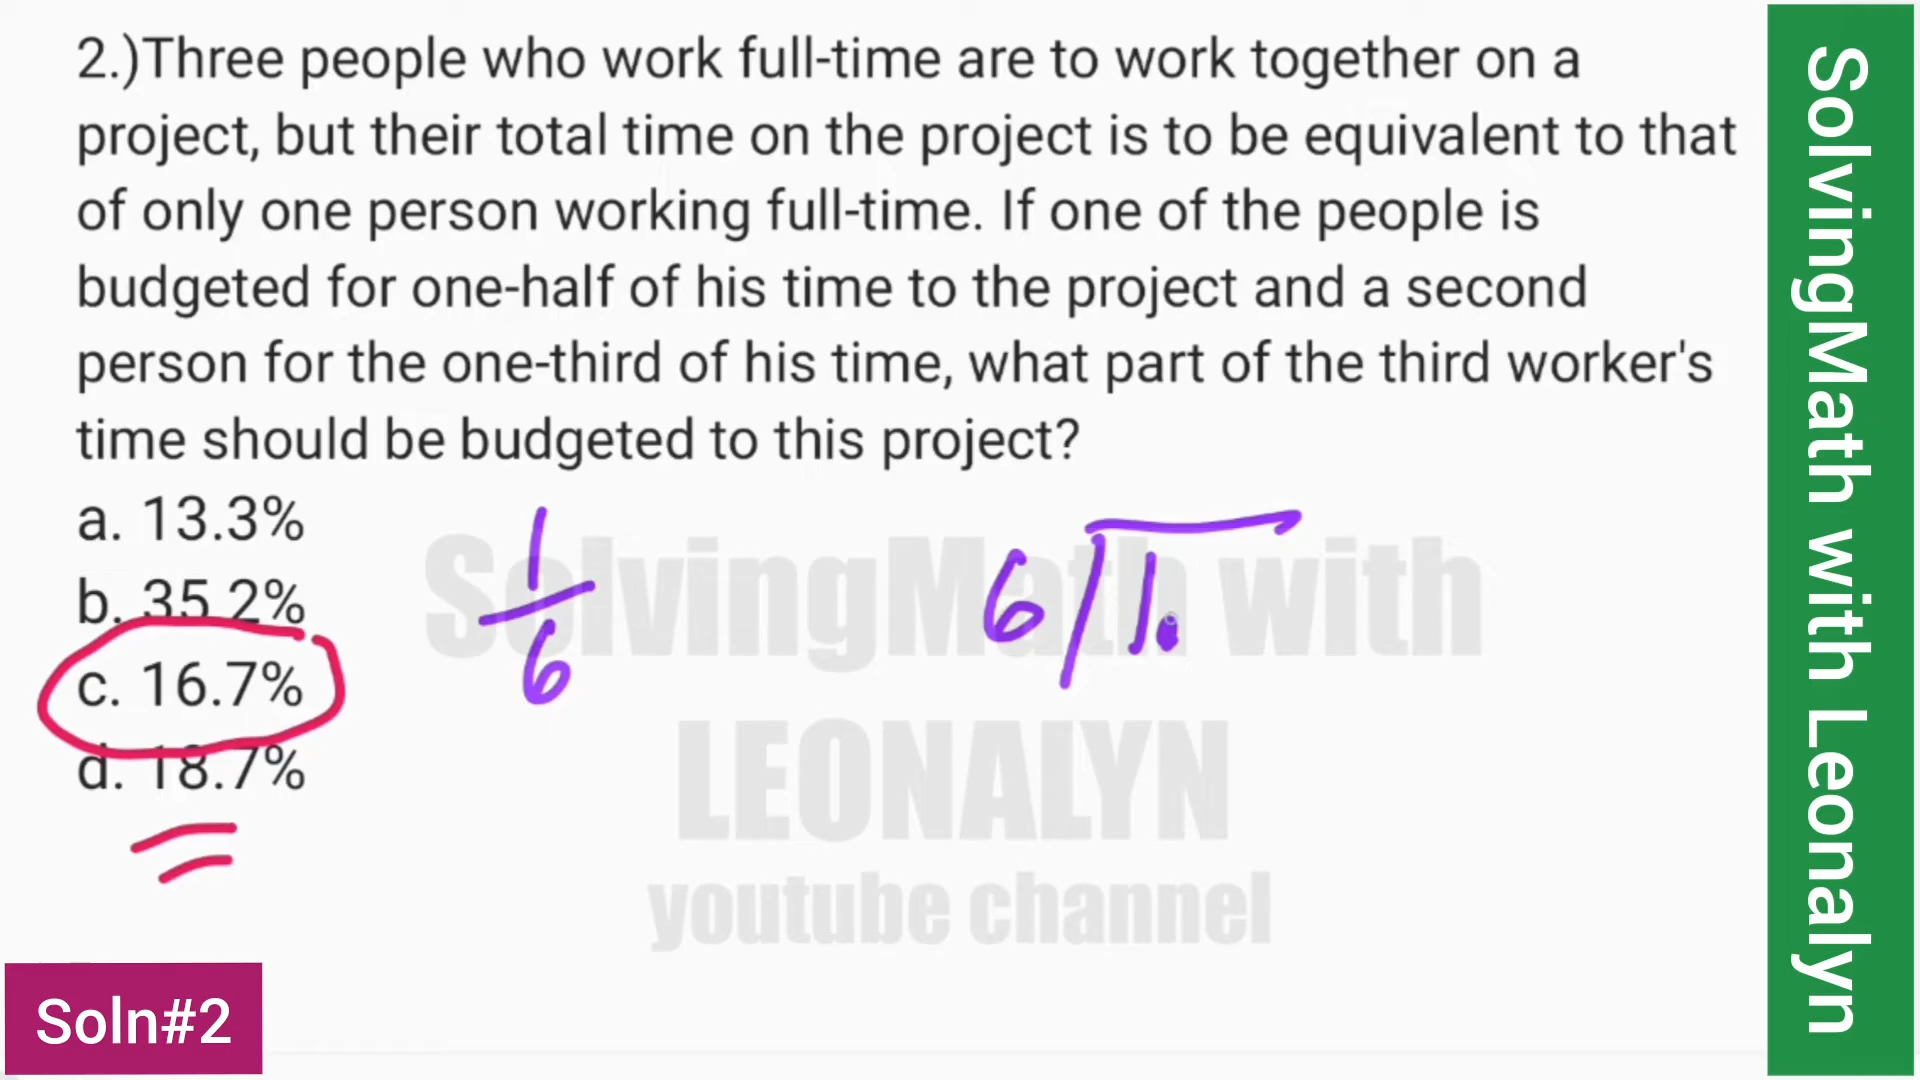 2.)Three people who work full-time are to work together on a
project, but their total time on the project is to be equivalent to that
of only one person working full-time. If one of the people is
budgeted for one-half of his time to the project and a second
person for the one-third of his time, what part of the third worker's
time should be budgeted to this project?
a. 13.3%
b. 35.2%
c. 16.7%
d. 18.7%
1
6
6 1.
SolvingMath with
LEONALYN
youtube channel
Soln#2
SolvingMath with Leonalyn